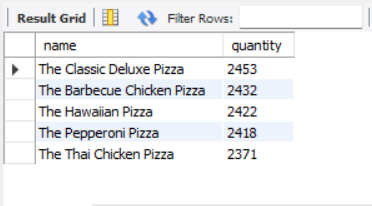 Result Grid Filter Rows:
name quantity
The Classic Deluxe Pizza 2453
The Barbecue Chicken Pizza 2432
The Hawaiian Pizza 2422
The Pepperoni Pizza 2418
The Thai Chicken Pizza 2371